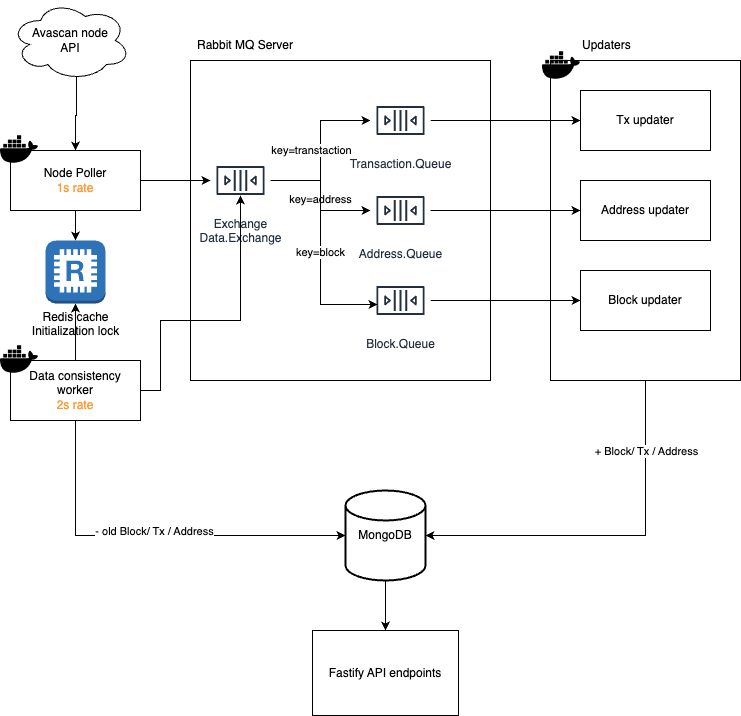 Avascan node
API
Rabbit MQ Server
Updaters
key=transtaction
Transaction.Queue
Tx updater
Node Poller
1s rate
Exchange
Data.Exchange
key=address
Address.Queue
Address updater
key=block
Block.Queue
Block updater
R
Redis cache
Initialization lock
Data consistency
worker
2s rate
+ Block/ Tx / Address
- old Block/ Tx / Address
MongoDB
Fastify API endpoints